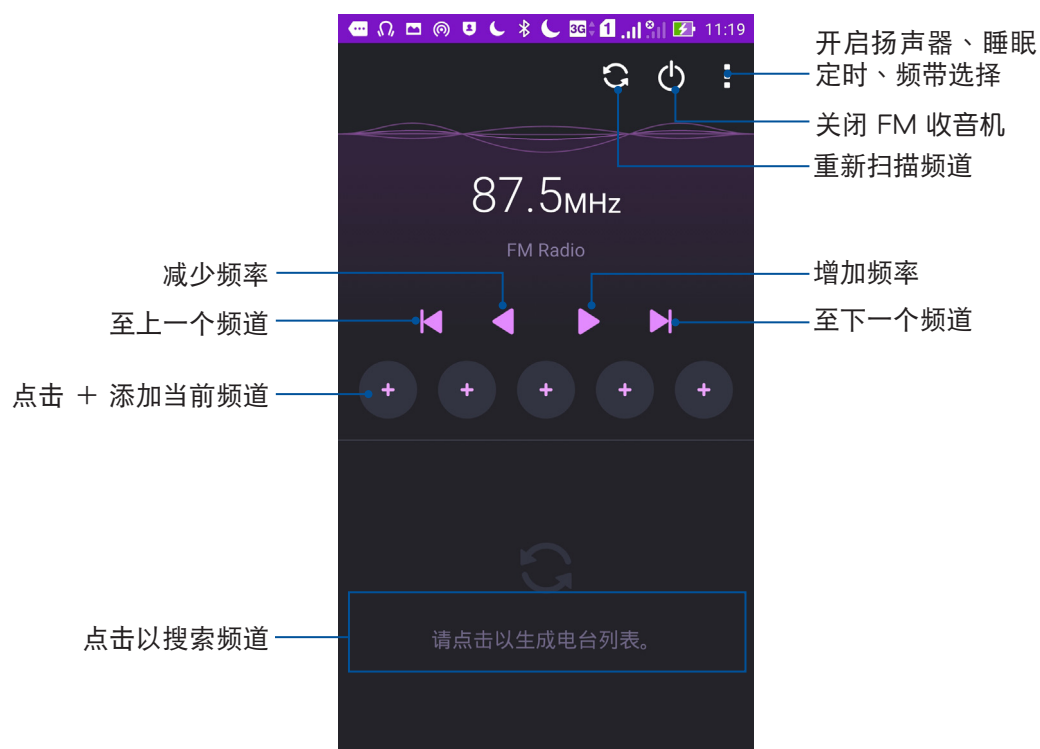 3G 1 11:19
开启扬声器、睡眠
定时、频带选择
关闭 FM 收音机
重新扫描频道
87.5MHz
FM Radio
减少频率
增加频率
至上一个频道
至下一个频道
点击 + 添加当前频道
+ + + + +
点击以搜索频道
请点击以生成电台列表。